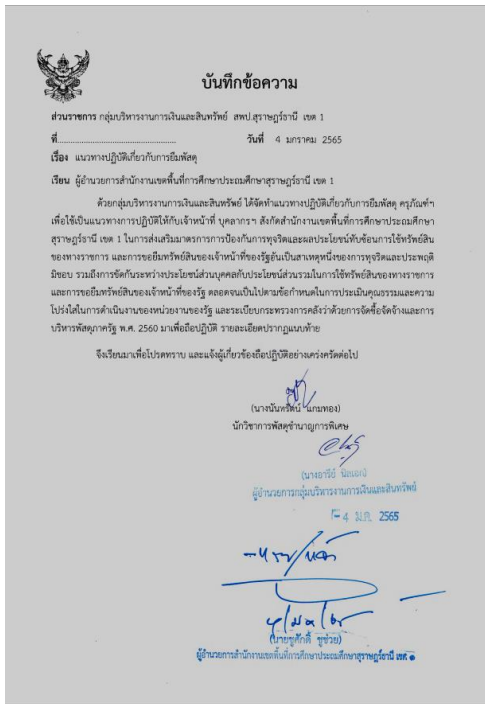 บันทึกข้อความ
ส่วนราชการ กลุ่มบริหารงานการเงินและสินทรัพย์ สพป.สุราษฎร์ธานี เขต 1
ที่........................................ วันที่ 4 มกราคม 2565
เรื่อง แนวทางปฏิบัติเกี่ยวกับการยืมพัสดุ
เรียน ผู้อำนวยการสำนักงานเขตพื้นที่การศึกษาประถมศึกษาสุราษฎร์ธานี เขต 1
ด้วยกลุ่มบริหารงานการเงินและสินทรัพย์ ได้จัดทำแนวทางปฏิบัติเกี่ยวกับการยืมพัสดุ ครุภัณฑ์ฯ
เพื่อใช้เป็นแนวทางการปฏิบัติให้กับเจ้าหน้าที่ บุคลากรฯ สังกัดสำนักงานเขตพื้นที่การศึกษาประถมศึกษา
สุราษฎร์ธานี เขต 1 ในการส่งเสริมมาตรการการป้องกันการทุจริตและผลประโยชน์ทับซ้อนการใช้ทรัพย์สิน
ของทางราชการ และการขอยืมทรัพย์สินของเจ้าหน้าที่ของรัฐอันเป็นสาเหตุหนึ่งของการทุจริตและประพฤติ
มิชอบ รวมถึงการขัดกันระหว่างประโยชน์ส่วนบุคคลกับประโยชน์ส่วนรวมในการใช้ทรัพย์สินของทางราชการ
และการขอยืมทรัพย์สินของเจ้าหน้าที่ของรัฐ ตลอดจนเป็นไปตามข้อกำหนดในการประเมินคุณธรรมและความ
โปร่งใสในการดำเนินงานของหน่วยงานของรัฐ และระเบียบกระทรวงการคลังว่าด้วยการจัดซื้อจัดจ้างและการ
บริหารพัสดุภาครัฐ พ.ศ. 2560 มาเพื่อถือปฏิบัติ รายละเอียดปรากฏแนบท้าย
จึงเรียนมาเพื่อโปรดทราบ และแจ้งผู้เกี่ยวข้องถือปฏิบัติอย่างเคร่งครัดต่อไป
(นางนันทรัตน์ แกมทอง)
นักวิชาการพัสดุชำนาญการพิเศษ
(นางอารีย์
ผู้อำนวยการกลุ่มบริหารงานการเงินและสินทรัพย์
4 ม.ค. 2565
(นายชูศักดิ์ ชูช่วย)
ผู้อำนวยการสำนักงานเขตพื้นที่การศึกษาประถมศึกษาสุราษฎร์ธานี เขต ๑